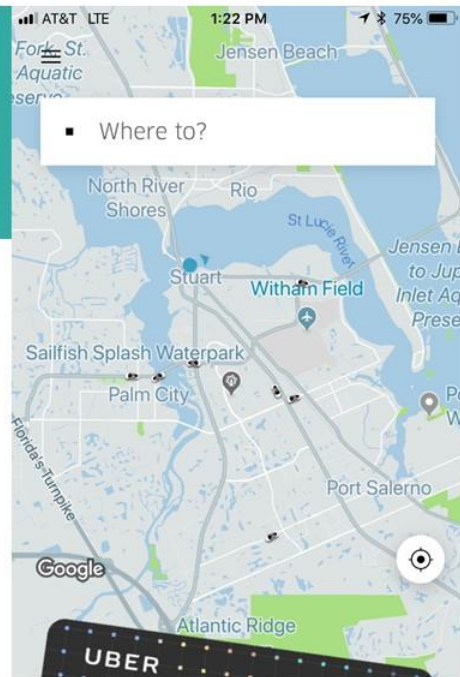 AT&T LTE 1:22 PM 75%
Fork, St.
Aquatic
Jensen Beach
Where to?
North River
Shores
Rio
St Lucie River
Jensen
to Jup
Inlet Aq
Prese
Stuart
Witham Field
Sailfish Splash Waterpark
Palm City
Florida's Turnpike
Port Salerno
Google
Atlantic Ridge
UBER